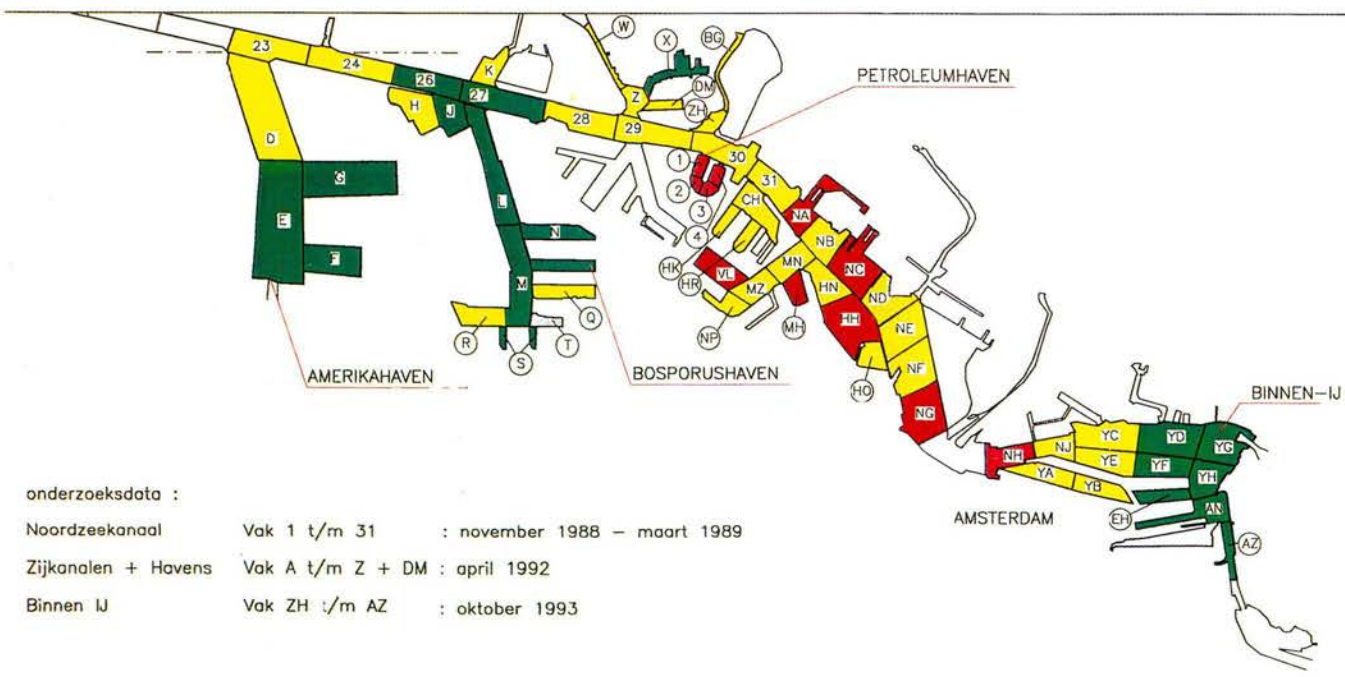 23
24
26
27
28
29
30
31
W
X
BG
K
DM
Z
ZH
PETROLEUMHAVEN
H
J
D
G
E
F
L
N
M
Q
R
S
T
1
2
3
4
CH
HK
HR
VL
NP
MZ
MN
MH
NA
NB
NC
HN
ND
HH
NE
NF
HO
NG
AMERIKAHAVEN
BOSPORUSHAVEN
BINNEN-IJ
NH
NJ
YC
YD
YG
YE
YF
YH
YA
YB
EH
AN
AZ
AMSTERDAM
onderzoeksdata :
Noordzeekanaal Vak 1 t/m 31 : november 1988 – maart 1989
Zijkanalen + Havens Vak A t/m Z + DM : april 1992
Binnen IJ Vak ZH t/m AZ : oktober 1993